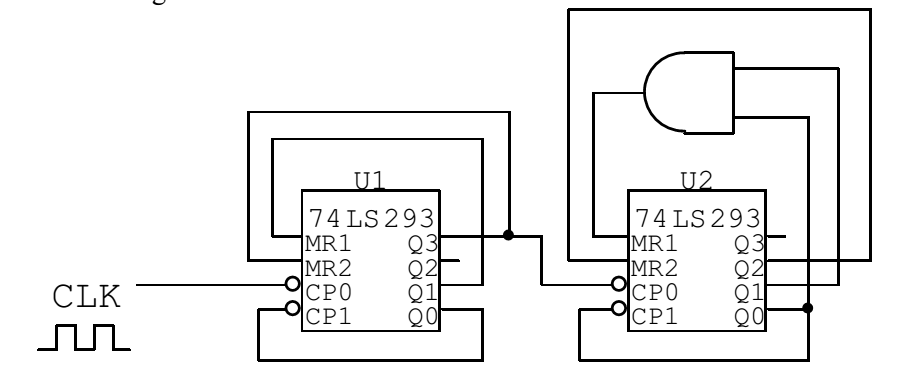 U1
74LS293
MR1 Q3
MR2 Q2
CP0 Q1
CP1 Q0
U2
74LS293
MR1 Q3
MR2 Q2
CP0 Q1
CP1 Q0
CLK